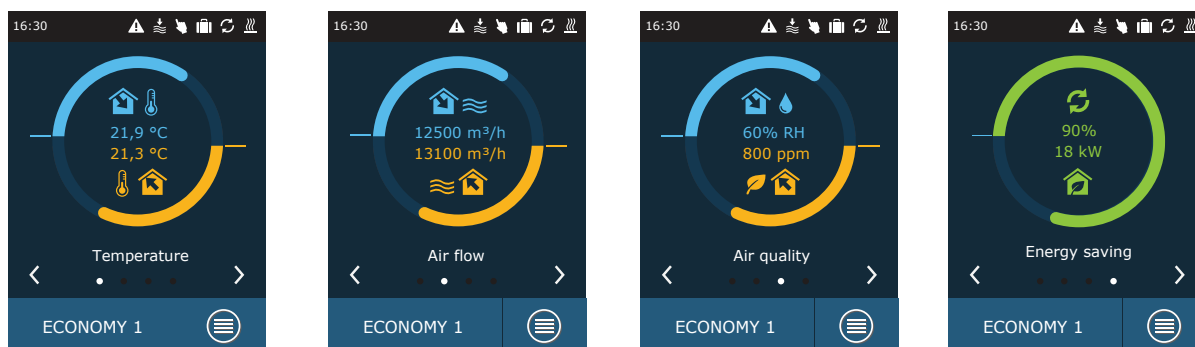 16:30
21,9 °C
21,3 °C
Temperature
ECONOMY 1
16:30
12500 m³/h
13100 m³/h
Air flow
ECONOMY 1
16:30
60% RH
800 ppm
Air quality
ECONOMY 1
16:30
90%
18 kW
Energy saving
ECONOMY 1